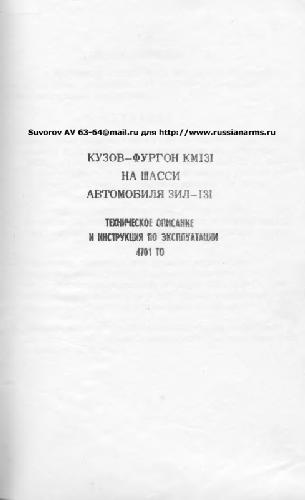 Suvorov AV 63-64@mail.ru для http://www.russianarms.ru
КУЗОВ-ФУРГОН КМ131
НА ШАССИ
АВТОМОБИЛЯ ЗИЛ-131
ТЕХНИЧЕСКОЕ ОПИСАНИЕ
И ИНСТРУКЦИЯ ПО ЭКСПЛУАТАЦИИ
4701 ТО